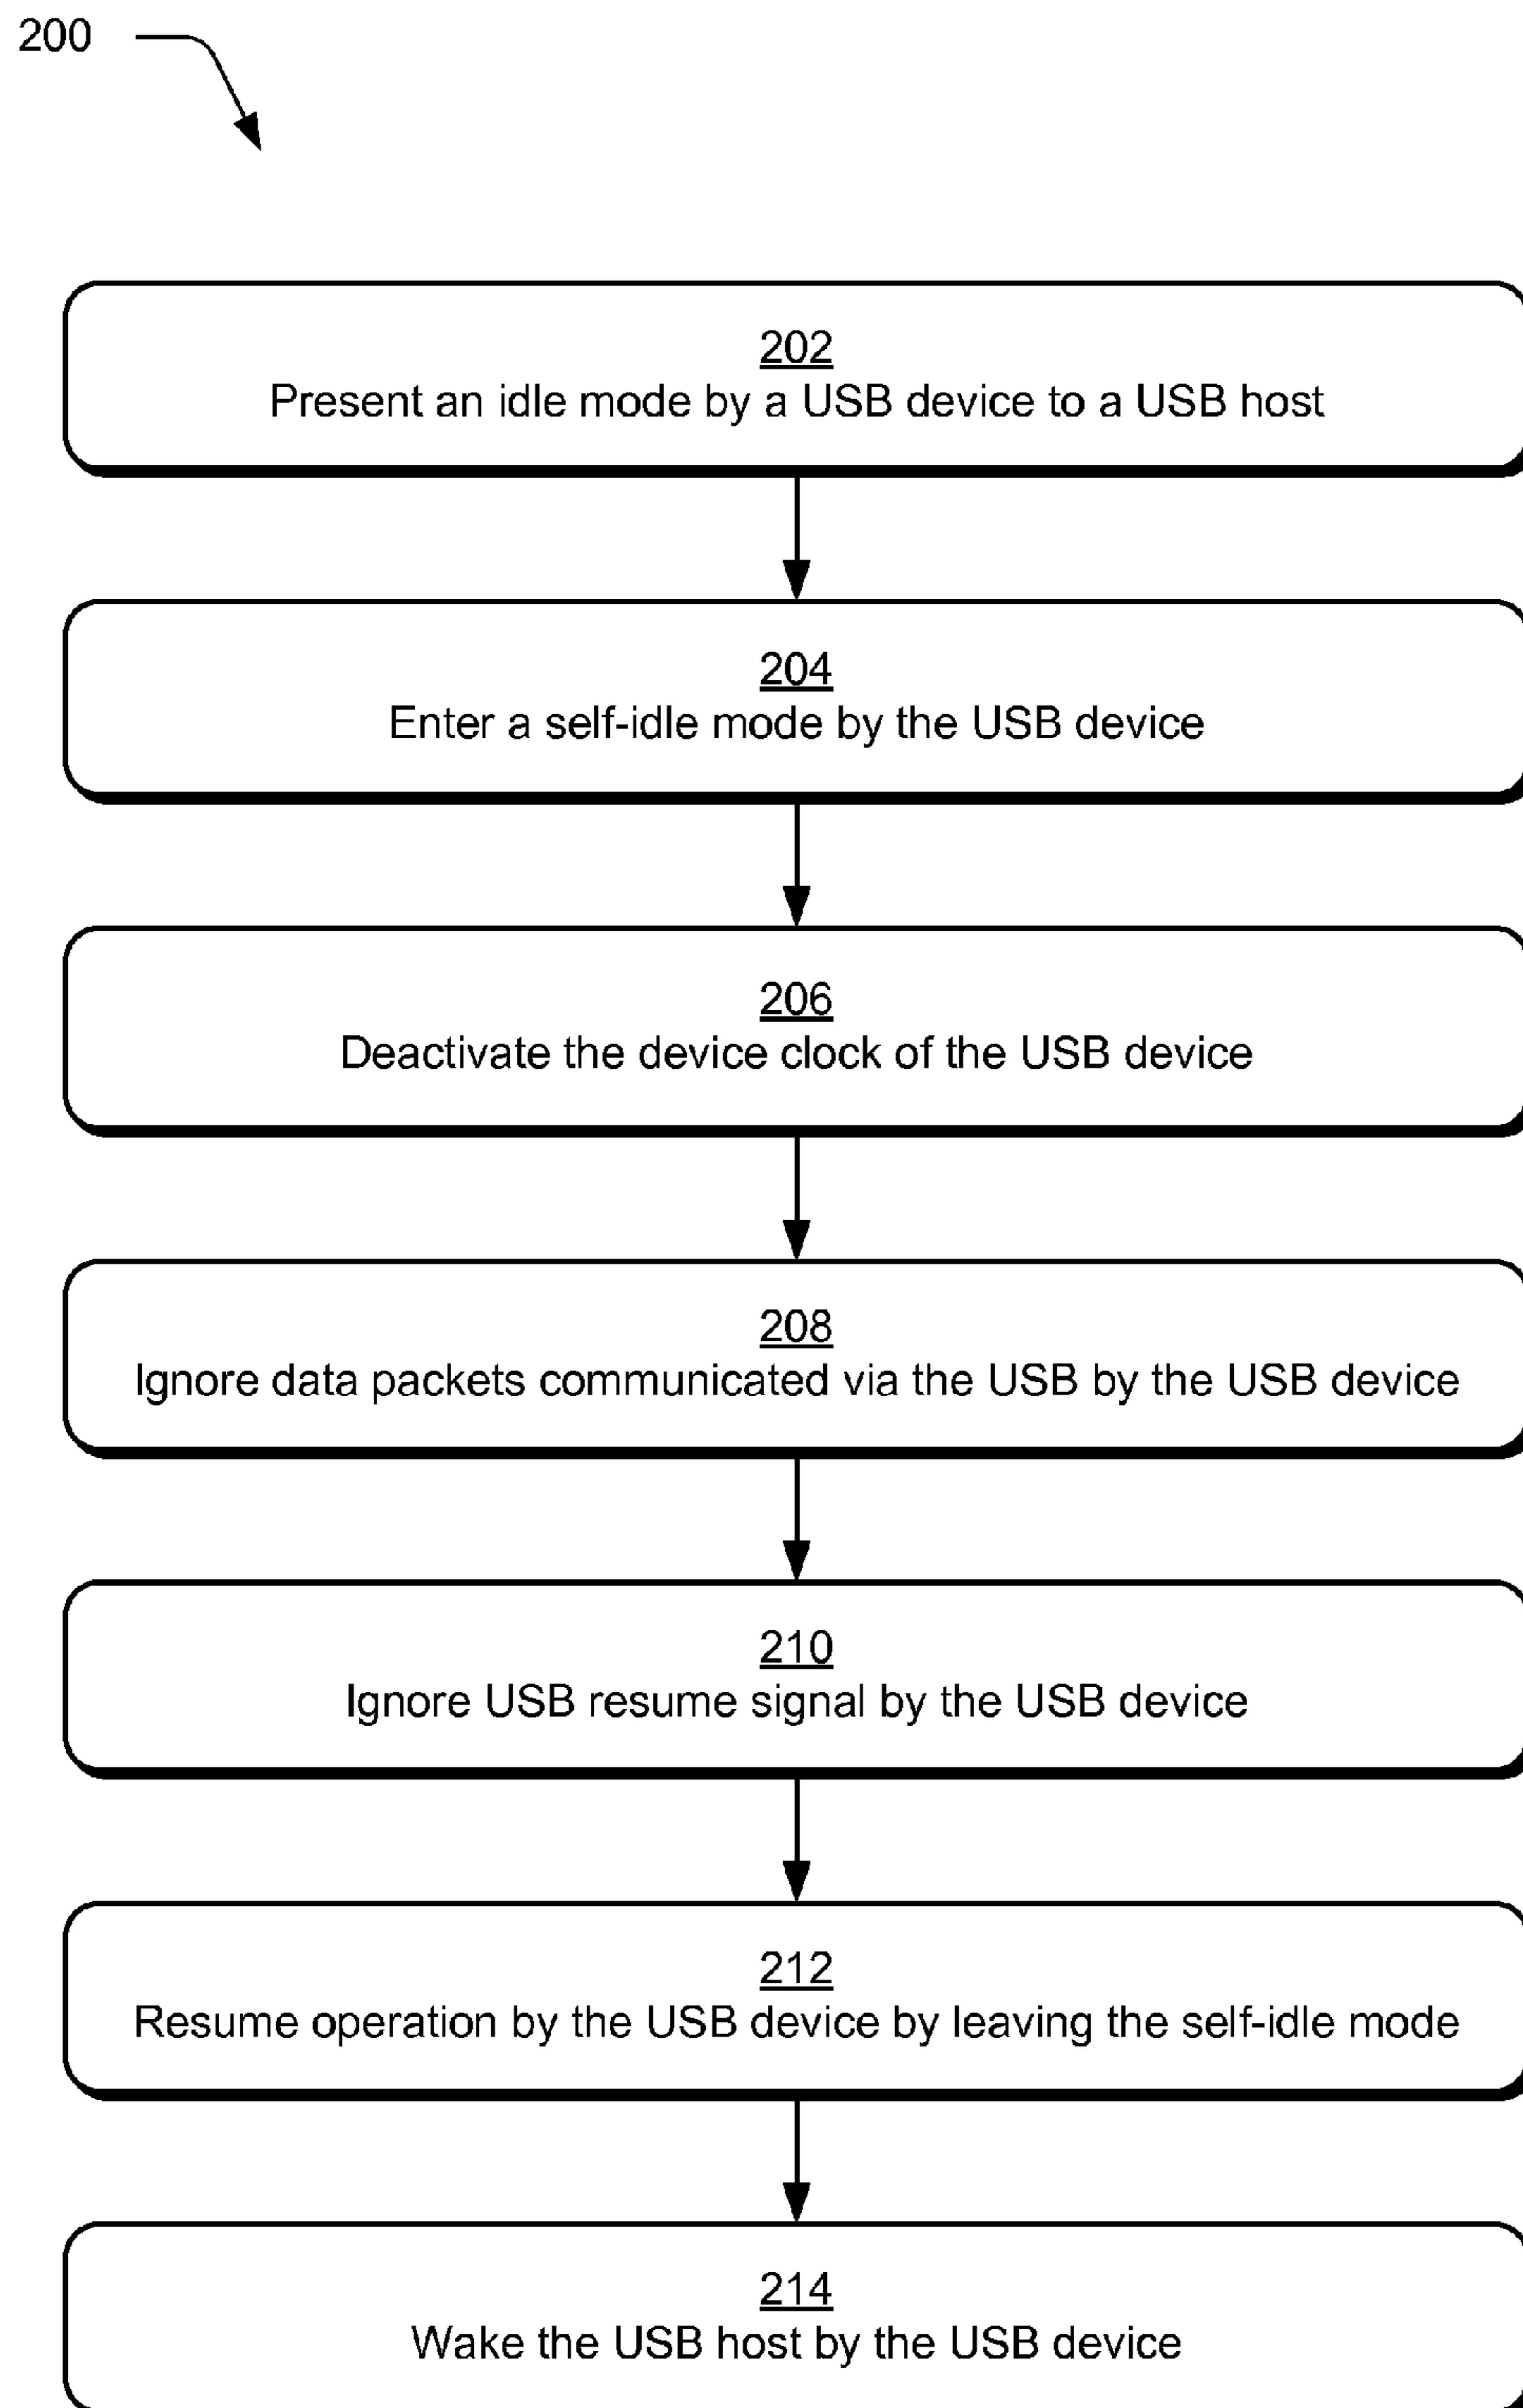 200
202
Present an idle mode by a USB device to a USB host
204
Enter a self-idle mode by the USB device
206
Deactivate the device clock of the USB device
208
Ignore data packets communicated via the USB by the USB device
210
Ignore USB resume signal by the USB device
212
Resume operation by the USB device by leaving the self-idle mode
214
Wake the USB host by the USB device